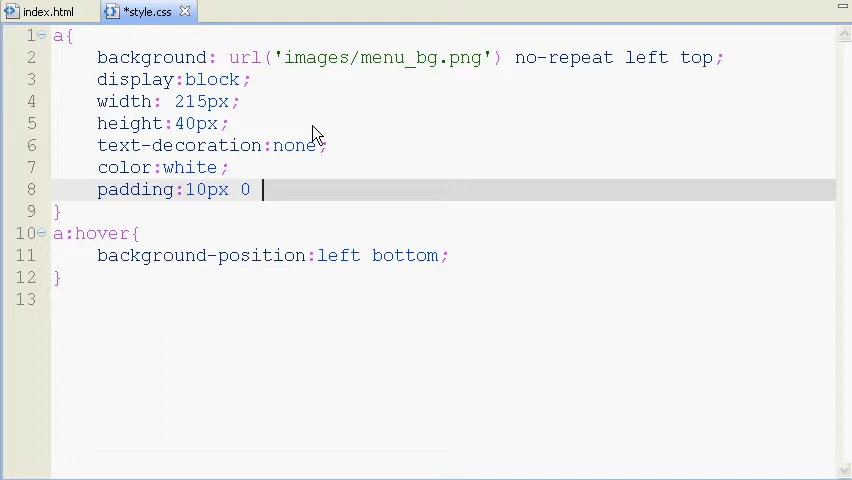 index.html *style.css
1 a{
2 background: url('images/menu_bg.png') no-repeat left top;
3 display:block;
4 width: 215px;
5 height:40px;
6 text-decoration:none;
7 color:white;
8 padding:10px 0
9 }
10 a:hover{
11 background-position:left bottom;
12 }
13